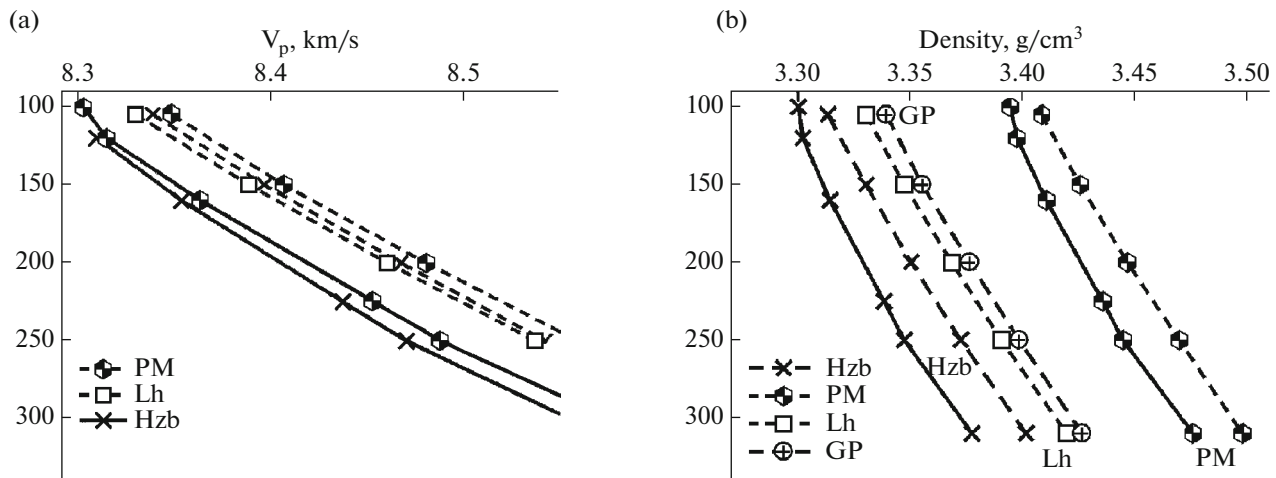 (a)
V_p, km/s
8.3 8.4 8.5
100
150
200
250
300
PM
Lh
Hzb
(b)
Density, g/cm³
3.30 3.35 3.40 3.45 3.50
100
150
200
250
300
GP
Hzb
Lh
PM
Hzb
PM
Lh
GP